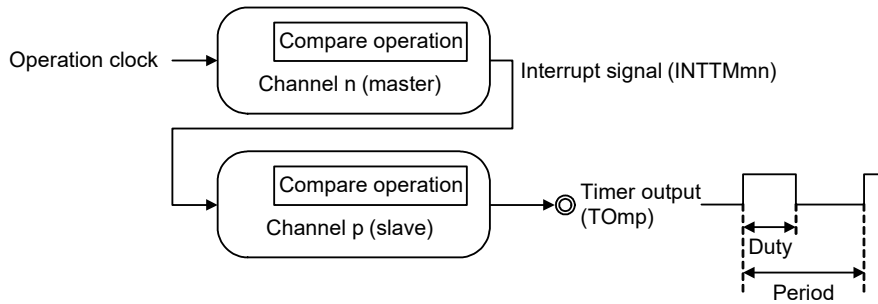 Compare operation
Operation clock
Channel n (master)
Interrupt signal (INTTMmn)
Compare operation
Channel p (slave)
Timer output
(TOmp)
Duty
Period